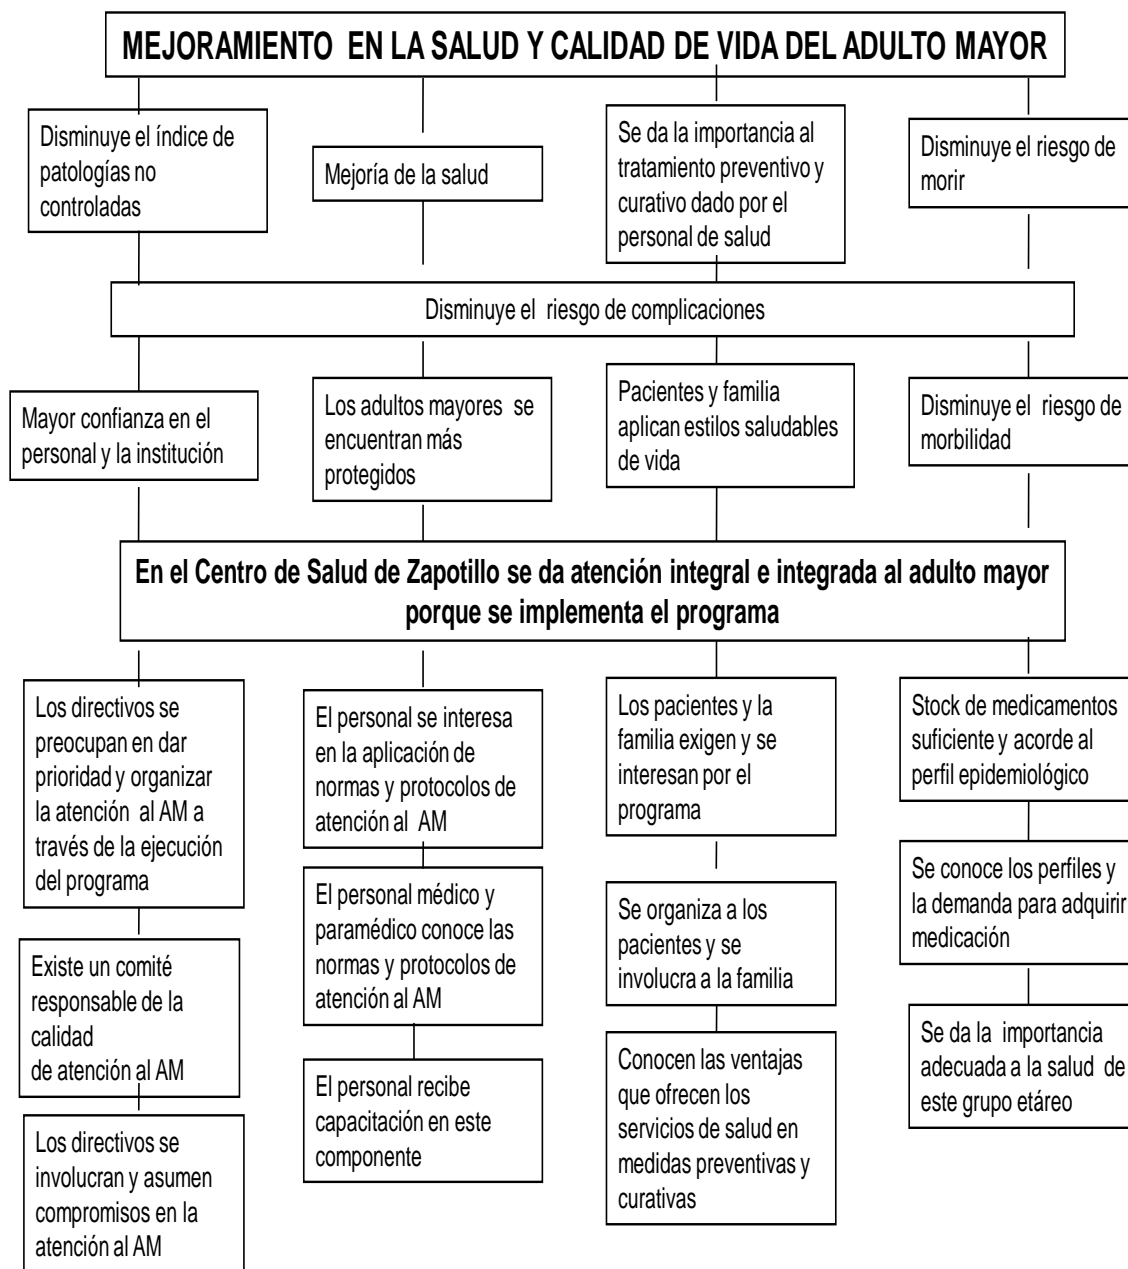 MEJORAMIENTO EN LA SALUD Y CALIDAD DE VIDA DEL ADULTO MAYOR
Disminuye el índice de
patologías no
controladas
Mejoría de la salud
Se da la importancia al
tratamiento preventivo y
curativo dado por el
personal de salud
Disminuye el riesgo de
morir
Disminuye el riesgo de complicaciones
Mayor confianza en el
personal y la institución
Los adultos mayores se
encuentran más
protegidos
Pacientes y familia
aplican estilos saludables
de vida
Disminuye el riesgo de
morbilidad
En el Centro de Salud de Zapotillo se da atención integral e integrada al adulto mayor
porque se implementa el programa
Los directivos se
preocupan en dar
prioridad y organizar
la atención al AM a
través de la ejecución
del programa
El personal se interesa
en la aplicación de
normas y protocolos de
atención al AM
Los pacientes y la
familia exigen y se
interesan por el
programa
Stock de medicamentos
suficiente y acorde al
perfil epidemiológico
Existe un comité
responsable de la
calidad
de atención al AM
El personal médico y
paramédico conoce las
normas y protocolos de
atención al AM
Se organiza a los
pacientes y se
involucra a la familia
Se conoce los perfiles y
la demanda para adquirir
medicación
Los directivos se
involucran y asumen
compromisos en la
atención al AM
El personal recibe
capacitación en este
componente
Conocen las ventajas
que ofrecen los
servicios de salud en
medidas preventivas y
curativas
Se da la importancia
adecuada a la salud de
este grupo etáreo